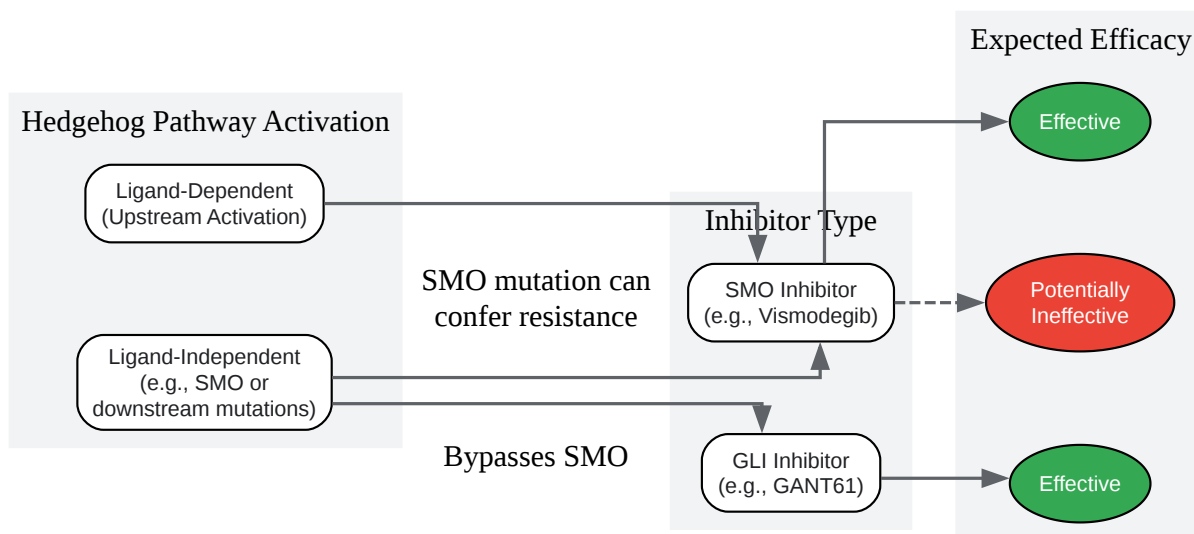 Expected Efficacy
Hedgehog Pathway Activation
Effective
Ligand-Dependent
(Upstream Activation)
Inhibitor Type
SMO mutation can
confer resistance
SMO Inhibitor
(e.g., Vismodegib)
Potentially
Ineffective
Ligand-Independent
(e.g., SMO or
downstream mutations)
Bypasses SMO
GLI Inhibitor
(e.g., GANT61)
Effective